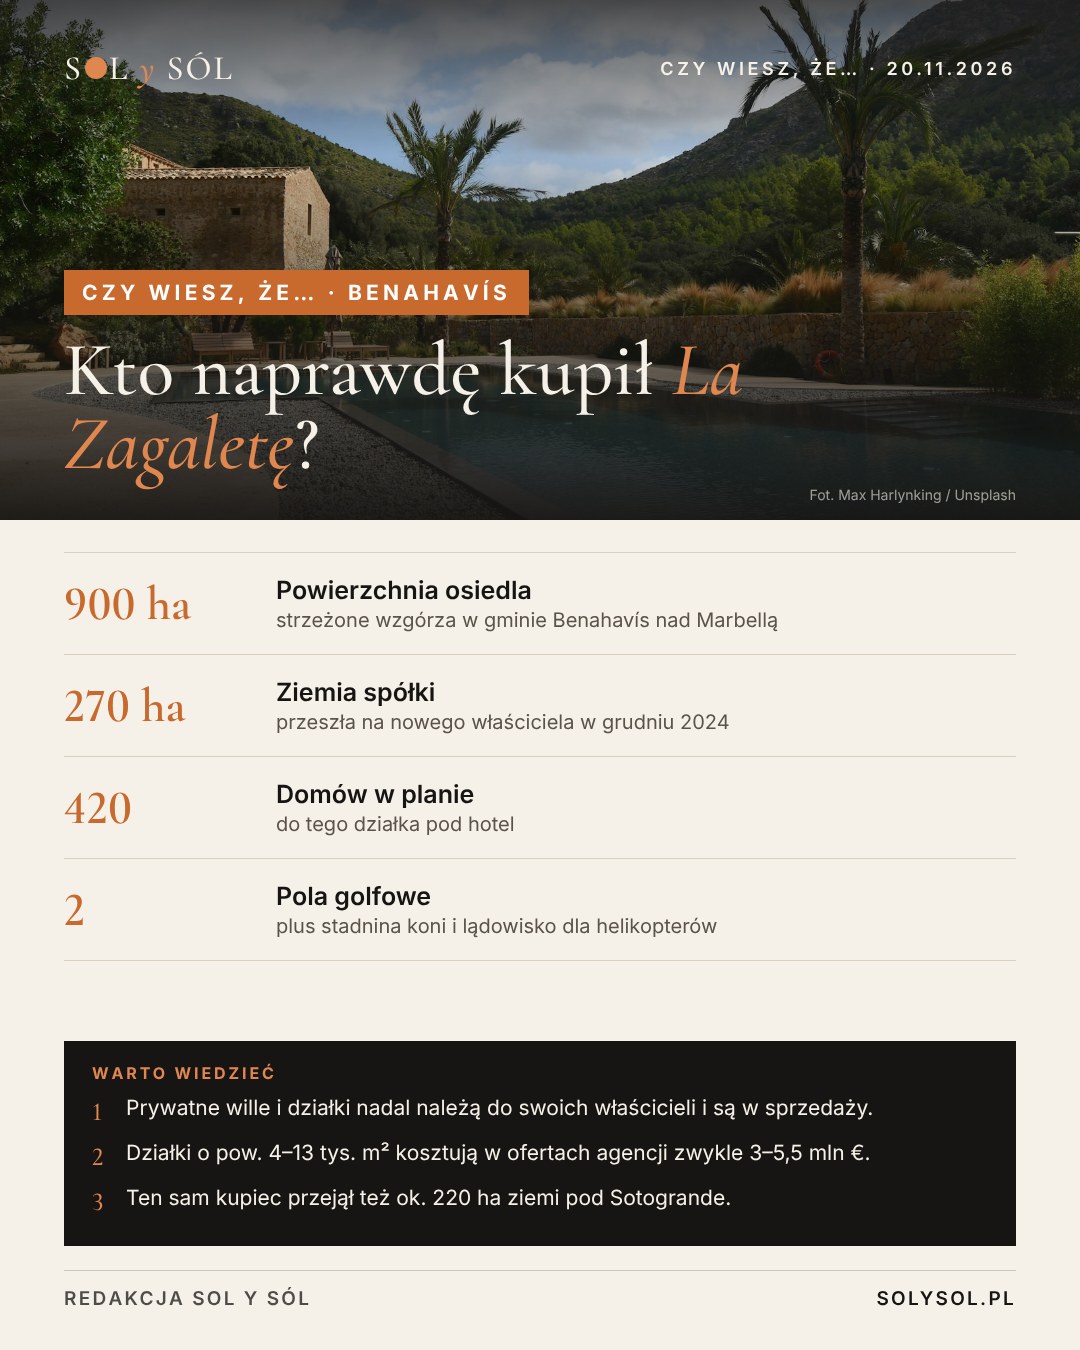 SOL y SÓL
CZY WIESZ, ŻE… · 20.11.2026
CZY WIESZ, ŻE… · BENAHAVÍS
Kto naprawdę kupił La
Zagaletę?
Fot. Max Harlynking / Unsplash
900 ha
Powierzchnia osiedla
strzeżone wzgórza w gminie Benahavís nad Marbellą
270 ha
Ziemia spółki
przeszła na nowego właściciela w grudniu 2024
420
Domów w planie
do tego działka pod hotel
2
Pola golfowe
plus stadnina koni i lądowisko dla helikopterów
WARTO WIEDZIEĆ
1 Prywatne wille i działki nadal należą do swoich właścicieli i są w sprzedaży.
2 Działki o pow. 4–13 tys. m² kosztują w ofertach agencji zwykle 3–5,5 mln €.
3 Ten sam kupiec przejął też ok. 220 ha ziemi pod Sotogrande.
REDAKCJA SOL Y SÓL
SOLYSOL.PL